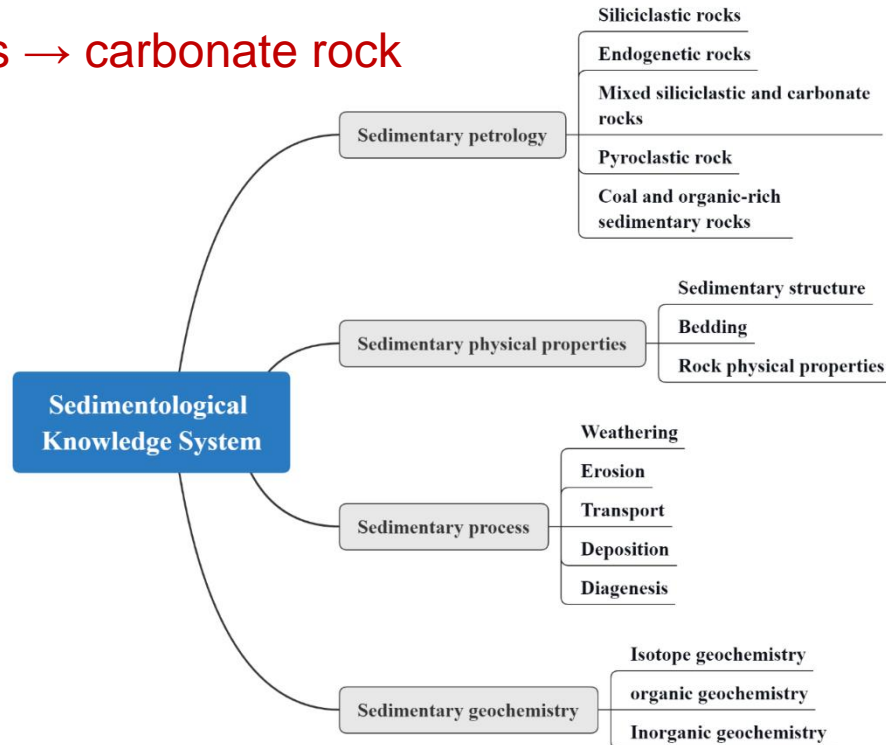 s → carbonate rock
Siliciclastic rocks
Endogenetic rocks
Mixed siliciclastic and carbonate
rocks
Sedimentary petrology
Pyroclastic rock
Coal and organic-rich
sedimentary rocks
Sedimentary structure
Sedimentary physical properties
Bedding
Rock physical properties
Sedimentological
Knowledge System
Weathering
Erosion
Sedimentary process
Transport
Deposition
Diagenesis
Isotope geochemistry
Sedimentary geochemistry
organic geochemistry
Inorganic geochemistry